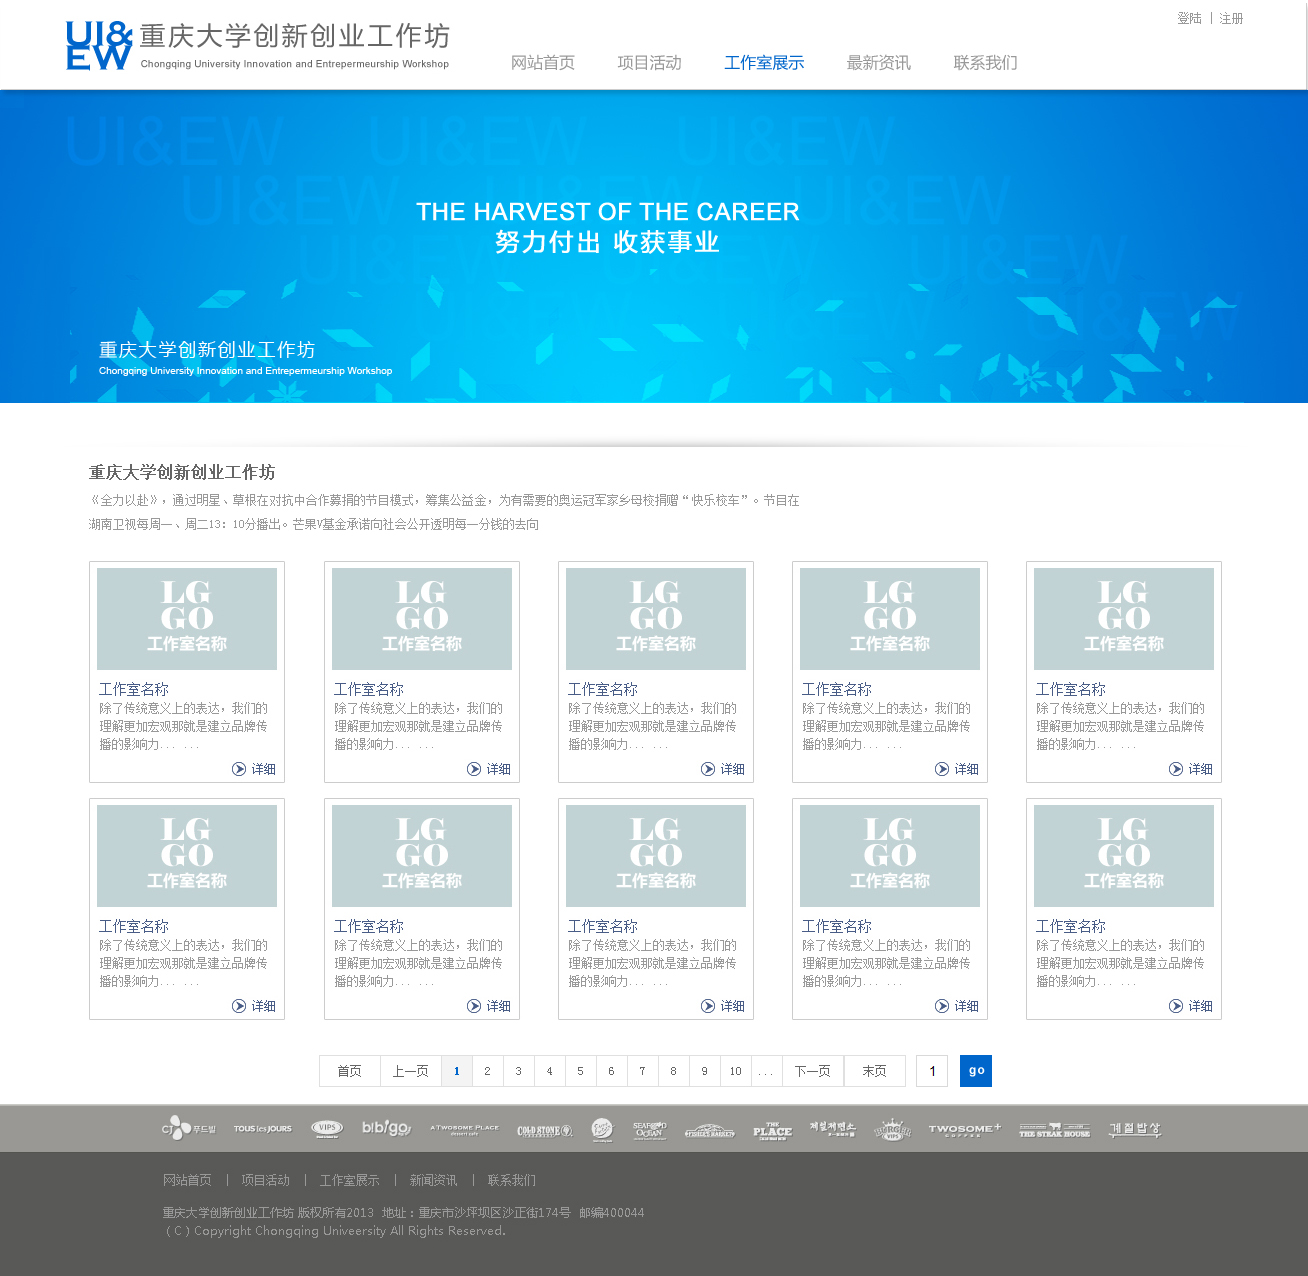 登陆 | 注册
UI&
EW
重庆大学创新创业工作坊
Chongqing University Innovation and Entrepermeurship Workshop
网站首页 项目活动 工作室展示 最新资讯 联系我们
UI&EW UI&EW UI&EW
UI&EW UI&EW UI&EW
THE HARVEST OF THE CAREER
努力付出 收获事业
UI&EW UI&EW UI&EW
UI&EW UI&EW UI&EW
重庆大学创新创业工作坊
Chongqing University Innovation and Entrepermeurship Workshop
重庆大学创新创业工作坊
《全力以赴》，通过明星、草根在对抗中合作募捐的节目模式，筹集公益金，为有需要的奥运冠军家乡母校捐赠“快乐校车”。节目在
湖南卫视每周一、周二13：10分播出。芒果V基金承诺向社会公开透明每一分钱的去向
LG LG LG LG LG
GO GO GO GO GO
工作室名称 工作室名称 工作室名称 工作室名称 工作室名称
工作室名称 工作室名称 工作室名称 工作室名称 工作室名称
除了传统意义上的表达，我们的 除了传统意义上的表达，我们的 除了传统意义上的表达，我们的 除了传统意义上的表达，我们的 除了传统意义上的表达，我们的
理解更加宏观那就是建立品牌传 理解更加宏观那就是建立品牌传 理解更加宏观那就是建立品牌传 理解更加宏观那就是建立品牌传 理解更加宏观那就是建立品牌传
播的影响力... ... 播的影响力... ... 播的影响力... ... 播的影响力... ... 播的影响力... ...
详细 详细 详细 详细 详细
LG LG LG LG LG
GO GO GO GO GO
工作室名称 工作室名称 工作室名称 工作室名称 工作室名称
工作室名称 工作室名称 工作室名称 工作室名称 工作室名称
除了传统意义上的表达，我们的 除了传统意义上的表达，我们的 除了传统意义上的表达，我们的 除了传统意义上的表达，我们的 除了传统意义上的表达，我们的
理解更加宏观那就是建立品牌传 理解更加宏观那就是建立品牌传 理解更加宏观那就是建立品牌传 理解更加宏观那就是建立品牌传 理解更加宏观那就是建立品牌传
播的影响力... ... 播的影响力... ... 播的影响力... ... 播的影响力... ... 播的影响力... ...
详细 详细 详细 详细 详细
首页 上一页 1 2 3 4 5 6 7 8 9 10 ... 下一页 末页 1 go
CJ 푸드빌 TOUS les JOURS VIPS bibigo A TWOSOME PLACE COLD STONE SEAFOOD OCEAN FISHER'S MARKET THE PLACE 제일제면소 VIPS TWOSOME+ COFFEE THE STEAK HOUSE 계절밥상
网站首页 | 项目活动 | 工作室展示 | 新闻资讯 | 联系我们
重庆大学创新创业工作坊 版权所有2013 地址：重庆市沙坪坝区沙正街174号 邮编400044
（C）Copyright Chongqing Univeersity All Rights Reserved.